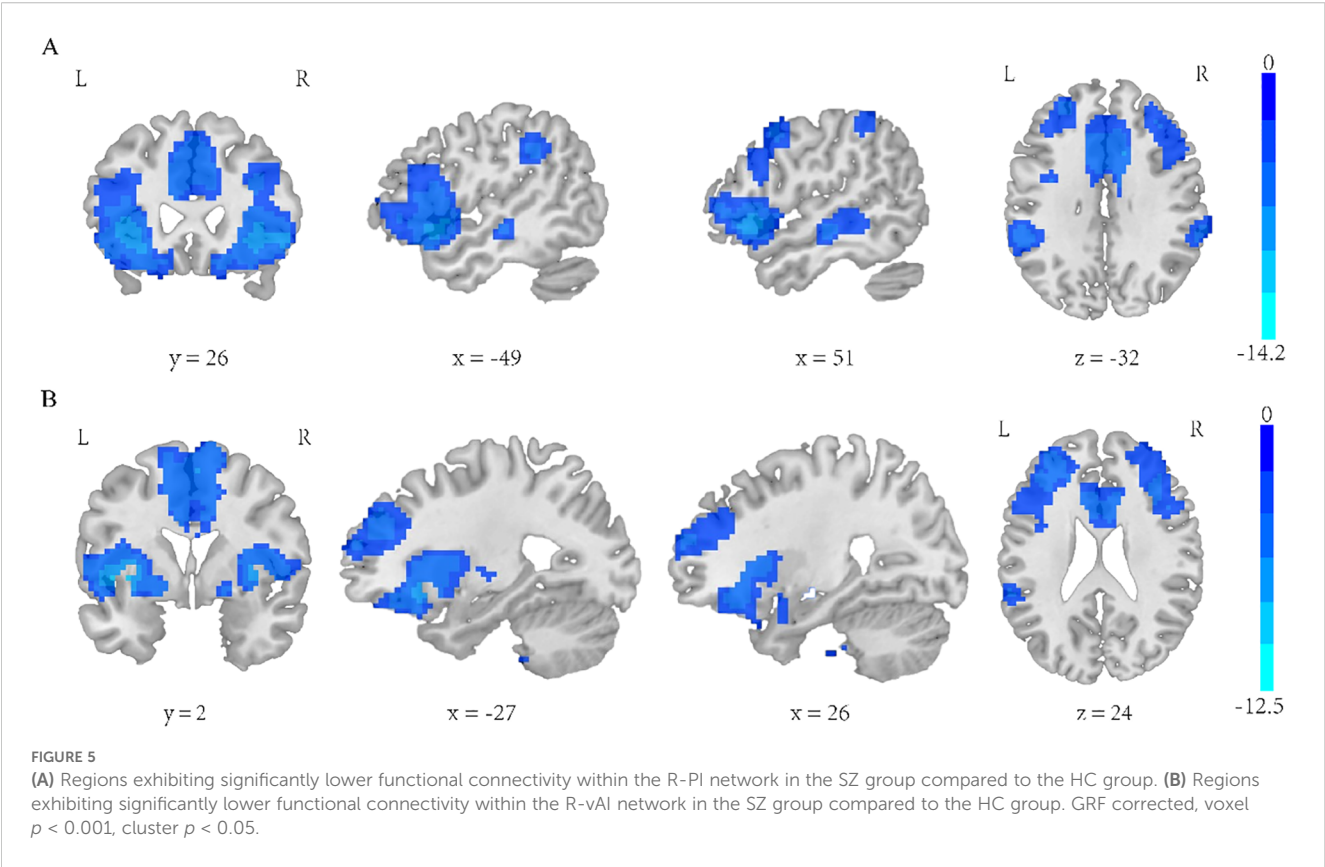 A
L R L R 0
y = 26 x = -49 x = 51 z = -32 -14.2
B
L R L R 0
y = 2 x = -27 x = 26 z = 24 -12.5
FIGURE 5
(A) Regions exhibiting significantly lower functional connectivity within the R-PI network in the SZ group compared to the HC group. (B) Regions
exhibiting significantly lower functional connectivity within the R-vAI network in the SZ group compared to the HC group. GRF corrected, voxel
p < 0.001, cluster p < 0.05.